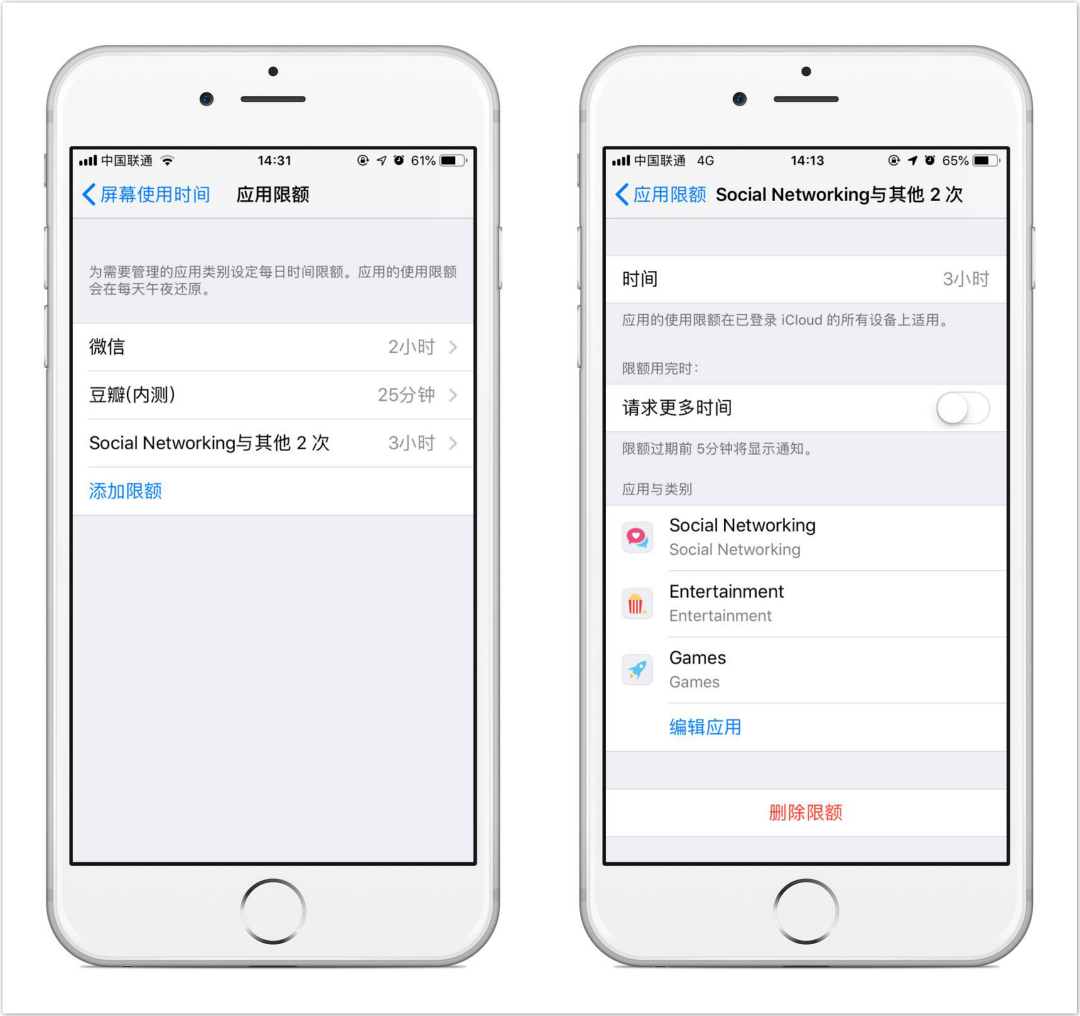 中国联通 14:31 61%
屏幕使用时间 应用限额
为需要管理的应用类别设定每日时间限额。应用的使用限额
会在每天午夜还原。
微信 2小时
豆瓣(内测) 25分钟
Social Networking与其他 2 次 3小时
添加限额
中国联通 4G 14:13 65%
应用限额 Social Networking与其他 2 次
时间 3小时
应用的使用限额在已登录 iCloud 的所有设备上适用。
限额用完时：
请求更多时间
限额过期前 5分钟将显示通知。
应用与类别
Social Networking
Social Networking
Entertainment
Entertainment
Games
Games
编辑应用
删除限额